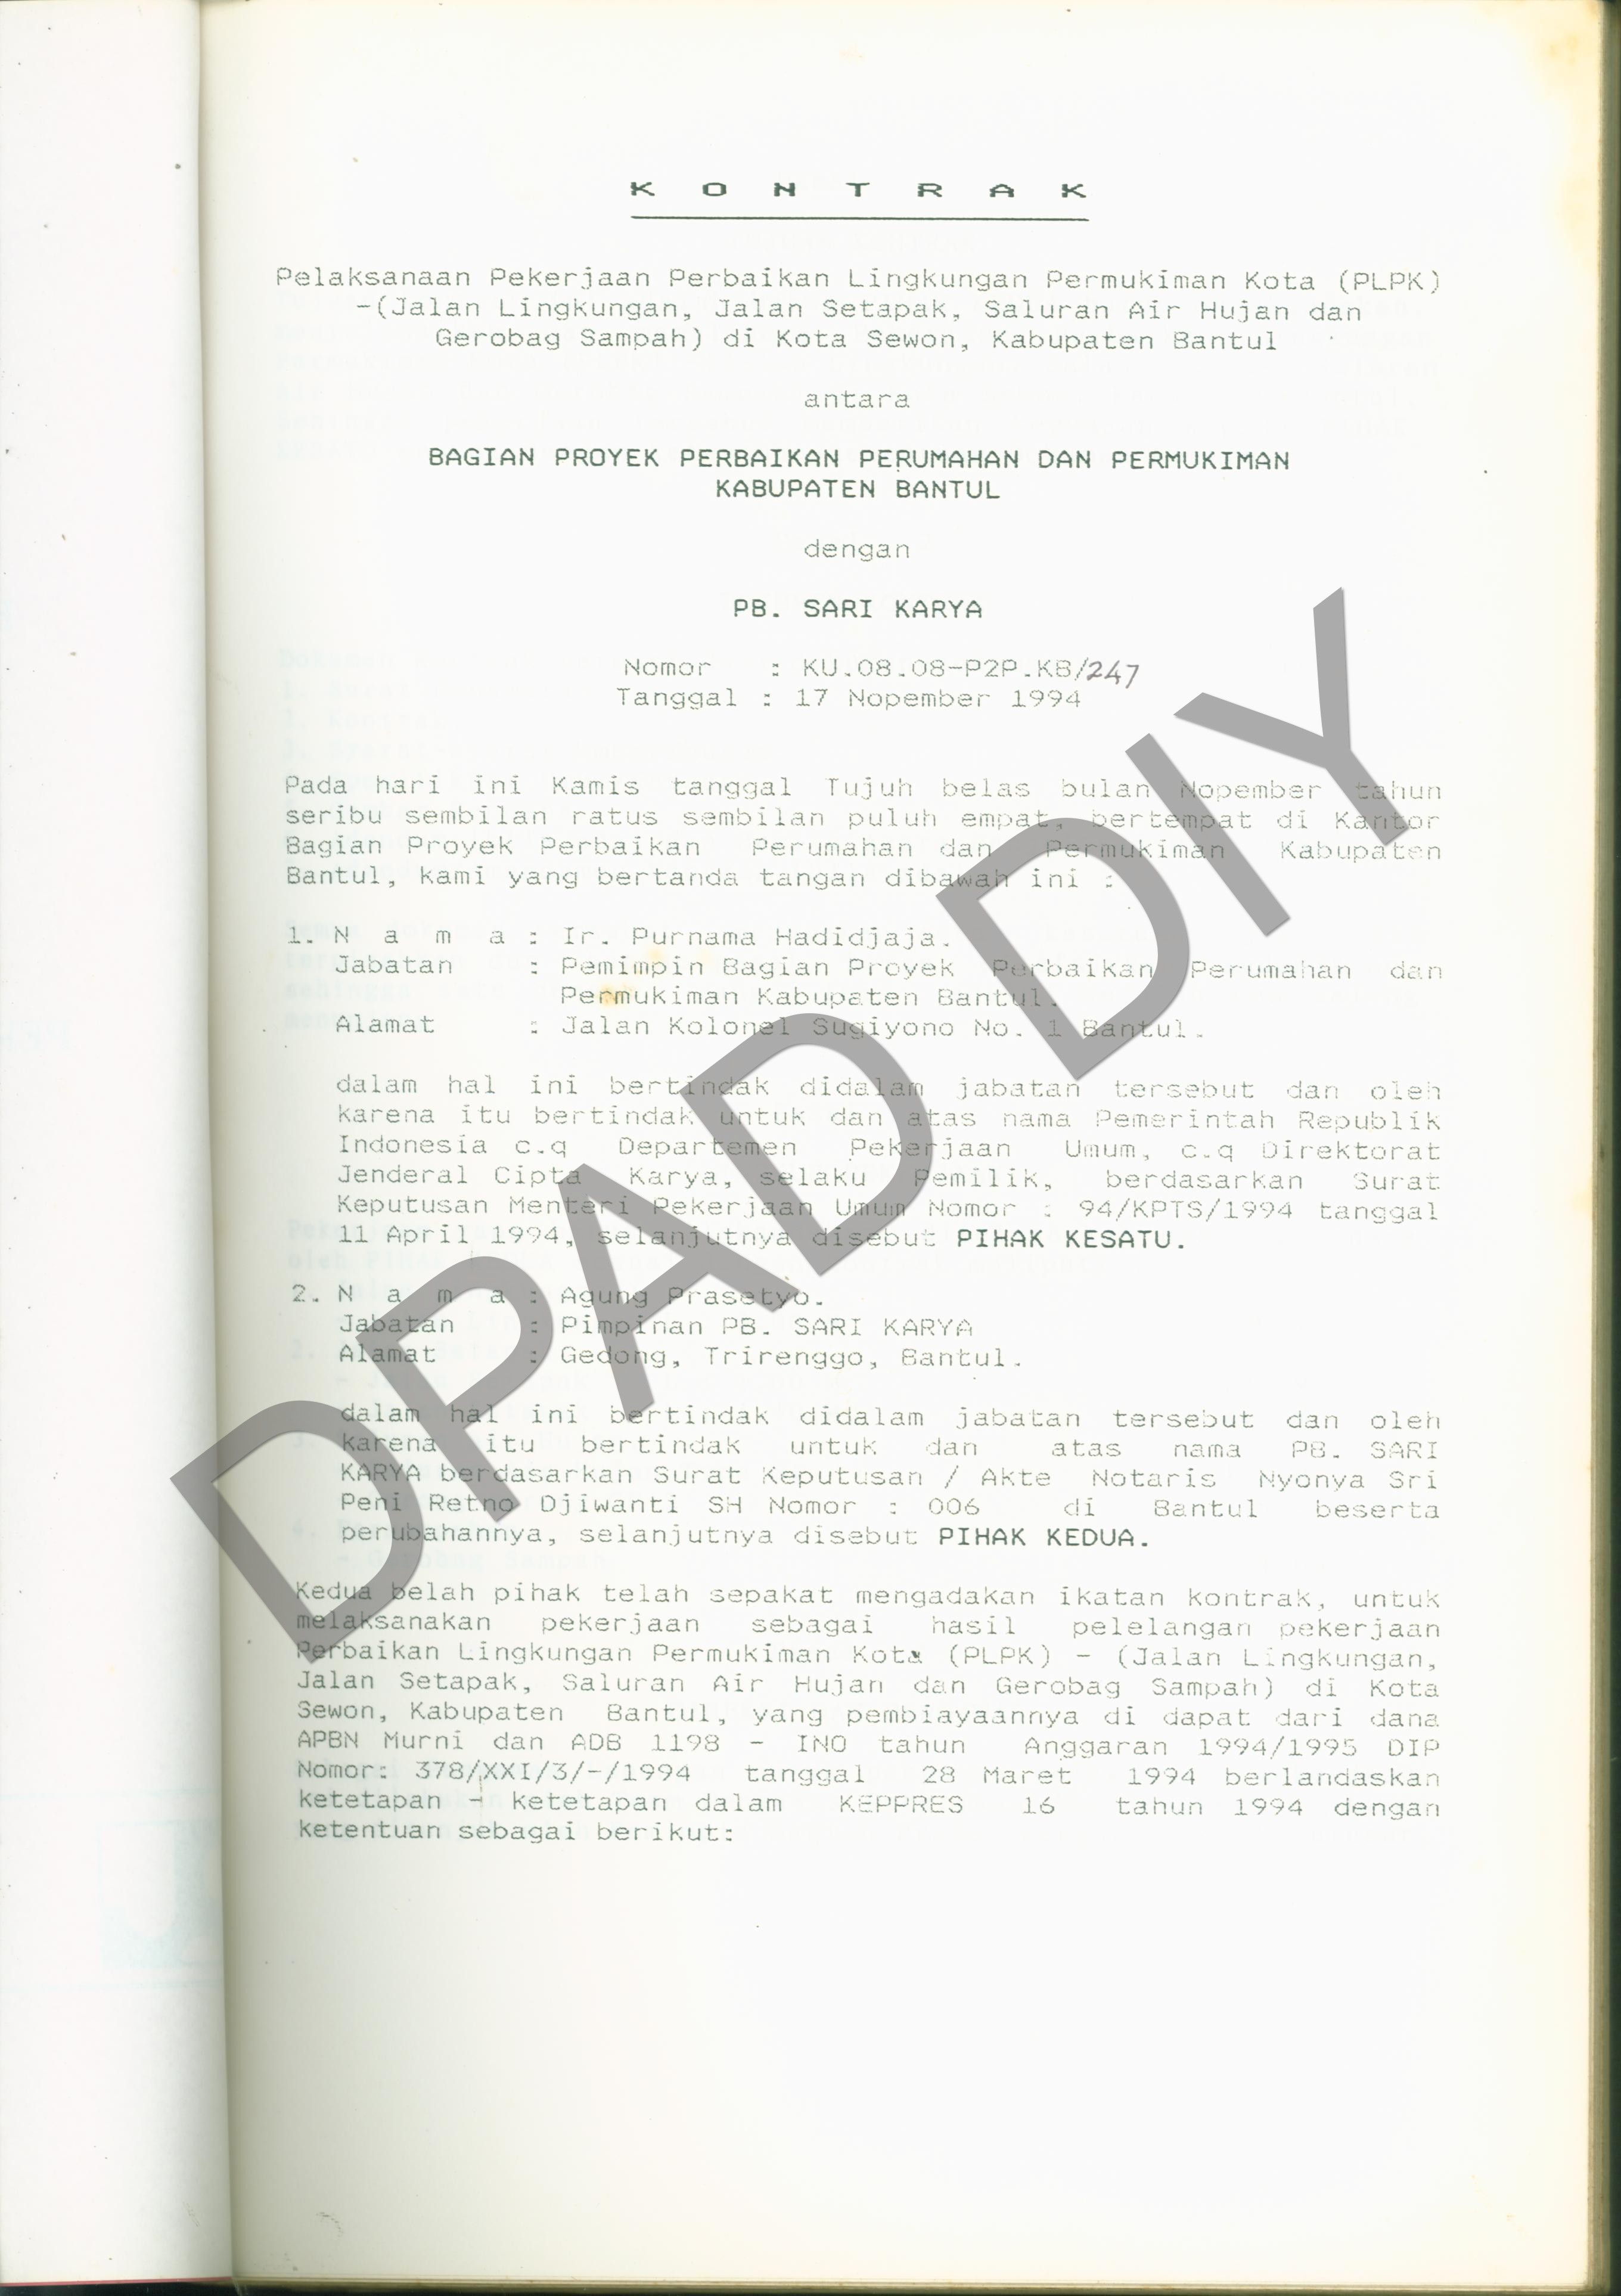 K O N T R A K
Pelaksanaan Pekerjaan Perbaikan Lingkungan Permukiman Kota (PLPK)
-(Jalan Lingkungan, Jalan Setapak, Saluran Air Hujan dan
Gerobag Sampah) di Kota Sewon, Kabupaten Bantul
antara
BAGIAN PROYEK PERBAIKAN PERUMAHAN DAN PERMUKIMAN
KABUPATEN BANTUL
dengan
PB. SARI KARYA
Nomor : KU.08.08-P2P.KB/247
Tanggal : 17 Nopember 1994
Pada hari ini Kamis tanggal Tujuh belas bulan Nopember tahun
seribu sembilan ratus sembilan puluh empat, bertempat di Kantor
Bagian Proyek Perbaikan Perumahan dan Permukiman Kabupaten
Bantul, kami yang bertanda tangan dibawah ini :
1. N a m a : Ir. Purnama Hadidjaja.
Jabatan : Pemimpin Bagian Proyek Perbaikan Perumahan dan
Permukiman Kabupaten Bantul.
Alamat : Jalan Kolonel Sugiyono No. 1 Bantul.
dalam hal ini bertindak didalam jabatan tersebut dan oleh
karena itu bertindak untuk dan atas nama Pemerintah Republik
Indonesia c.q Departemen Pekerjaan Umum, c.q Direktorat
Jenderal Cipta Karya, selaku Pemilik, berdasarkan Surat
Keputusan Menteri Pekerjaan Umum Nomor : 94/KPTS/1994 tanggal
11 April 1994, selanjutnya disebut PIHAK KESATU.
2. N a m a : Agung Prasetyo.
Jabatan : Pimpinan PB. SARI KARYA
Alamat : Gedong, Trirenggo, Bantul.
dalam hal ini bertindak didalam jabatan tersebut dan oleh
karena itu bertindak untuk dan atas nama PB. SARI
KARYA berdasarkan Surat Keputusan / Akte Notaris Nyonya Sri
Peni Retno Djiwanti SH Nomor : 006 di Bantul beserta
perubahannya, selanjutnya disebut PIHAK KEDUA.
Kedua belah pihak telah sepakat mengadakan ikatan kontrak, untuk
melaksanakan pekerjaan sebagai hasil pelelangan pekerjaan
Perbaikan Lingkungan Permukiman Kota (PLPK) - (Jalan Lingkungan,
Jalan Setapak, Saluran Air Hujan dan Gerobag Sampah) di Kota
Sewon, Kabupaten Bantul, yang pembiayaannya di dapat dari dana
APBN Murni dan ADB 1198 - INO tahun Anggaran 1994/1995 DIP
Nomor: 378/XXI/3/-/1994 tanggal 28 Maret 1994 berlandaskan
ketetapan - ketetapan dalam KEPPRES 16 tahun 1994 dengan
ketentuan sebagai berikut:
DPAD DIY